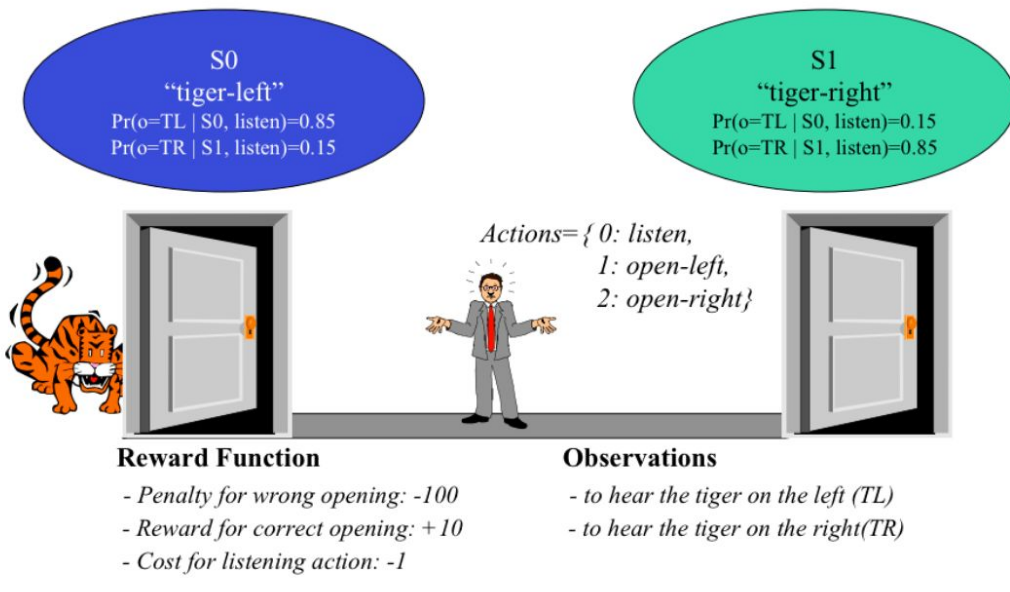 S0
“tiger-left”
Pr(o=TL | S0, listen)=0.85
Pr(o=TR | S1, listen)=0.15
S1
“tiger-right”
Pr(o=TL | S0, listen)=0.15
Pr(o=TR | S1, listen)=0.85
Actions={ 0: listen,
1: open-left,
2: open-right}
Reward Function
- Penalty for wrong opening: -100
- Reward for correct opening: +10
- Cost for listening action: -1
Observations
- to hear the tiger on the left (TL)
- to hear the tiger on the right(TR)